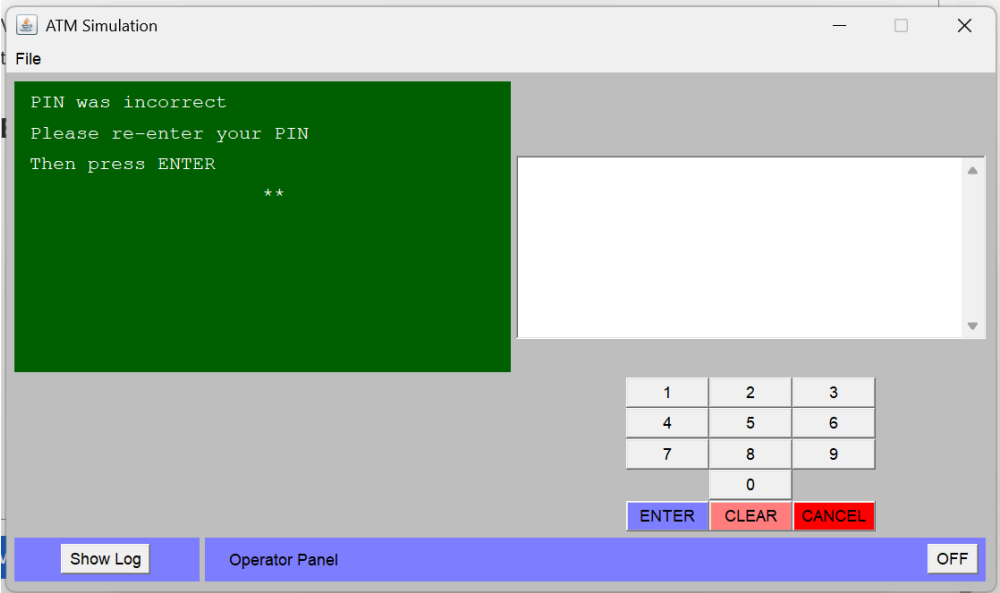 ATM Simulation
File
PIN was incorrect
Please re-enter your PIN
Then press ENTER
**
1 2 3
4 5 6
7 8 9
0
ENTER CLEAR CANCEL
Show Log Operator Panel OFF